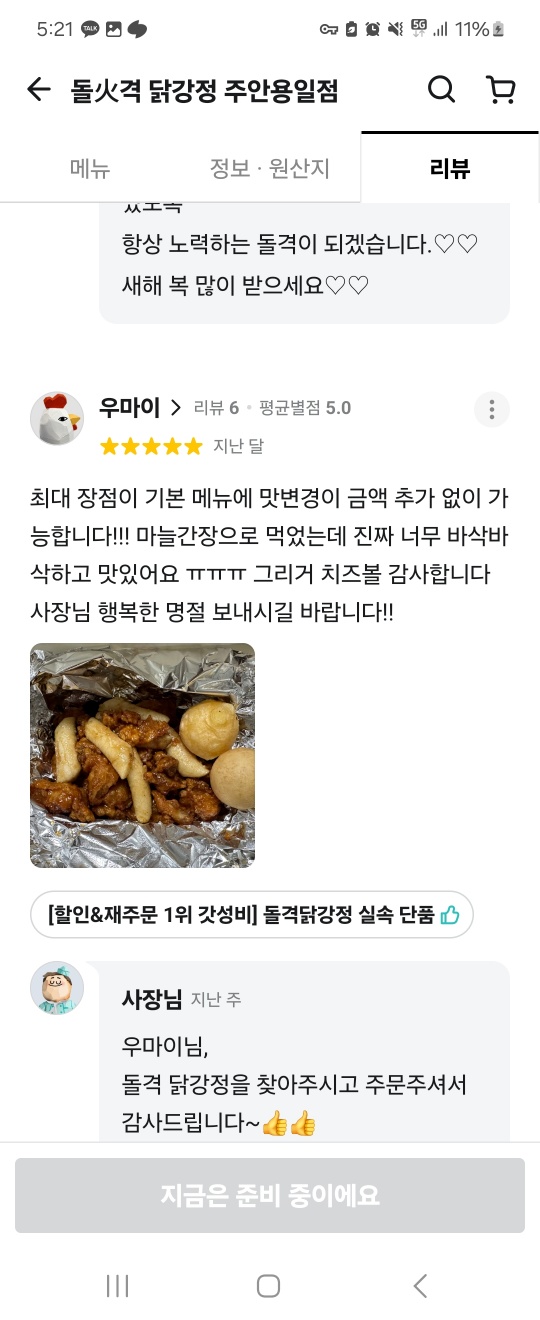 5:21
TALK
5G
11%
돌火격 닭강정 주안용일점
메뉴
정보 · 원산지
리뷰
있도록
항상 노력하는 돌격이 되겠습니다.♡♡
새해 복 많이 받으세요♡♡
우마이 > 리뷰 6 • 평균별점 5.0
★★★★★ 지난 달
최대 장점이 기본 메뉴에 맛변경이 금액 추가 없이 가
능합니다!!! 마늘간장으로 먹었는데 진짜 너무 바삭바
삭하고 맛있어요 ㅠㅠㅠ 그리거 치즈볼 감사합니다
사장님 행복한 명절 보내시길 바랍니다!!
[할인&재주문 1위 갓성비] 돌격닭강정 실속 단품
사장님 지난 주
우마이님,
돌격 닭강정을 찾아주시고 주문주셔서
감사드립니다~👍👍
지금은 준비 중이에요